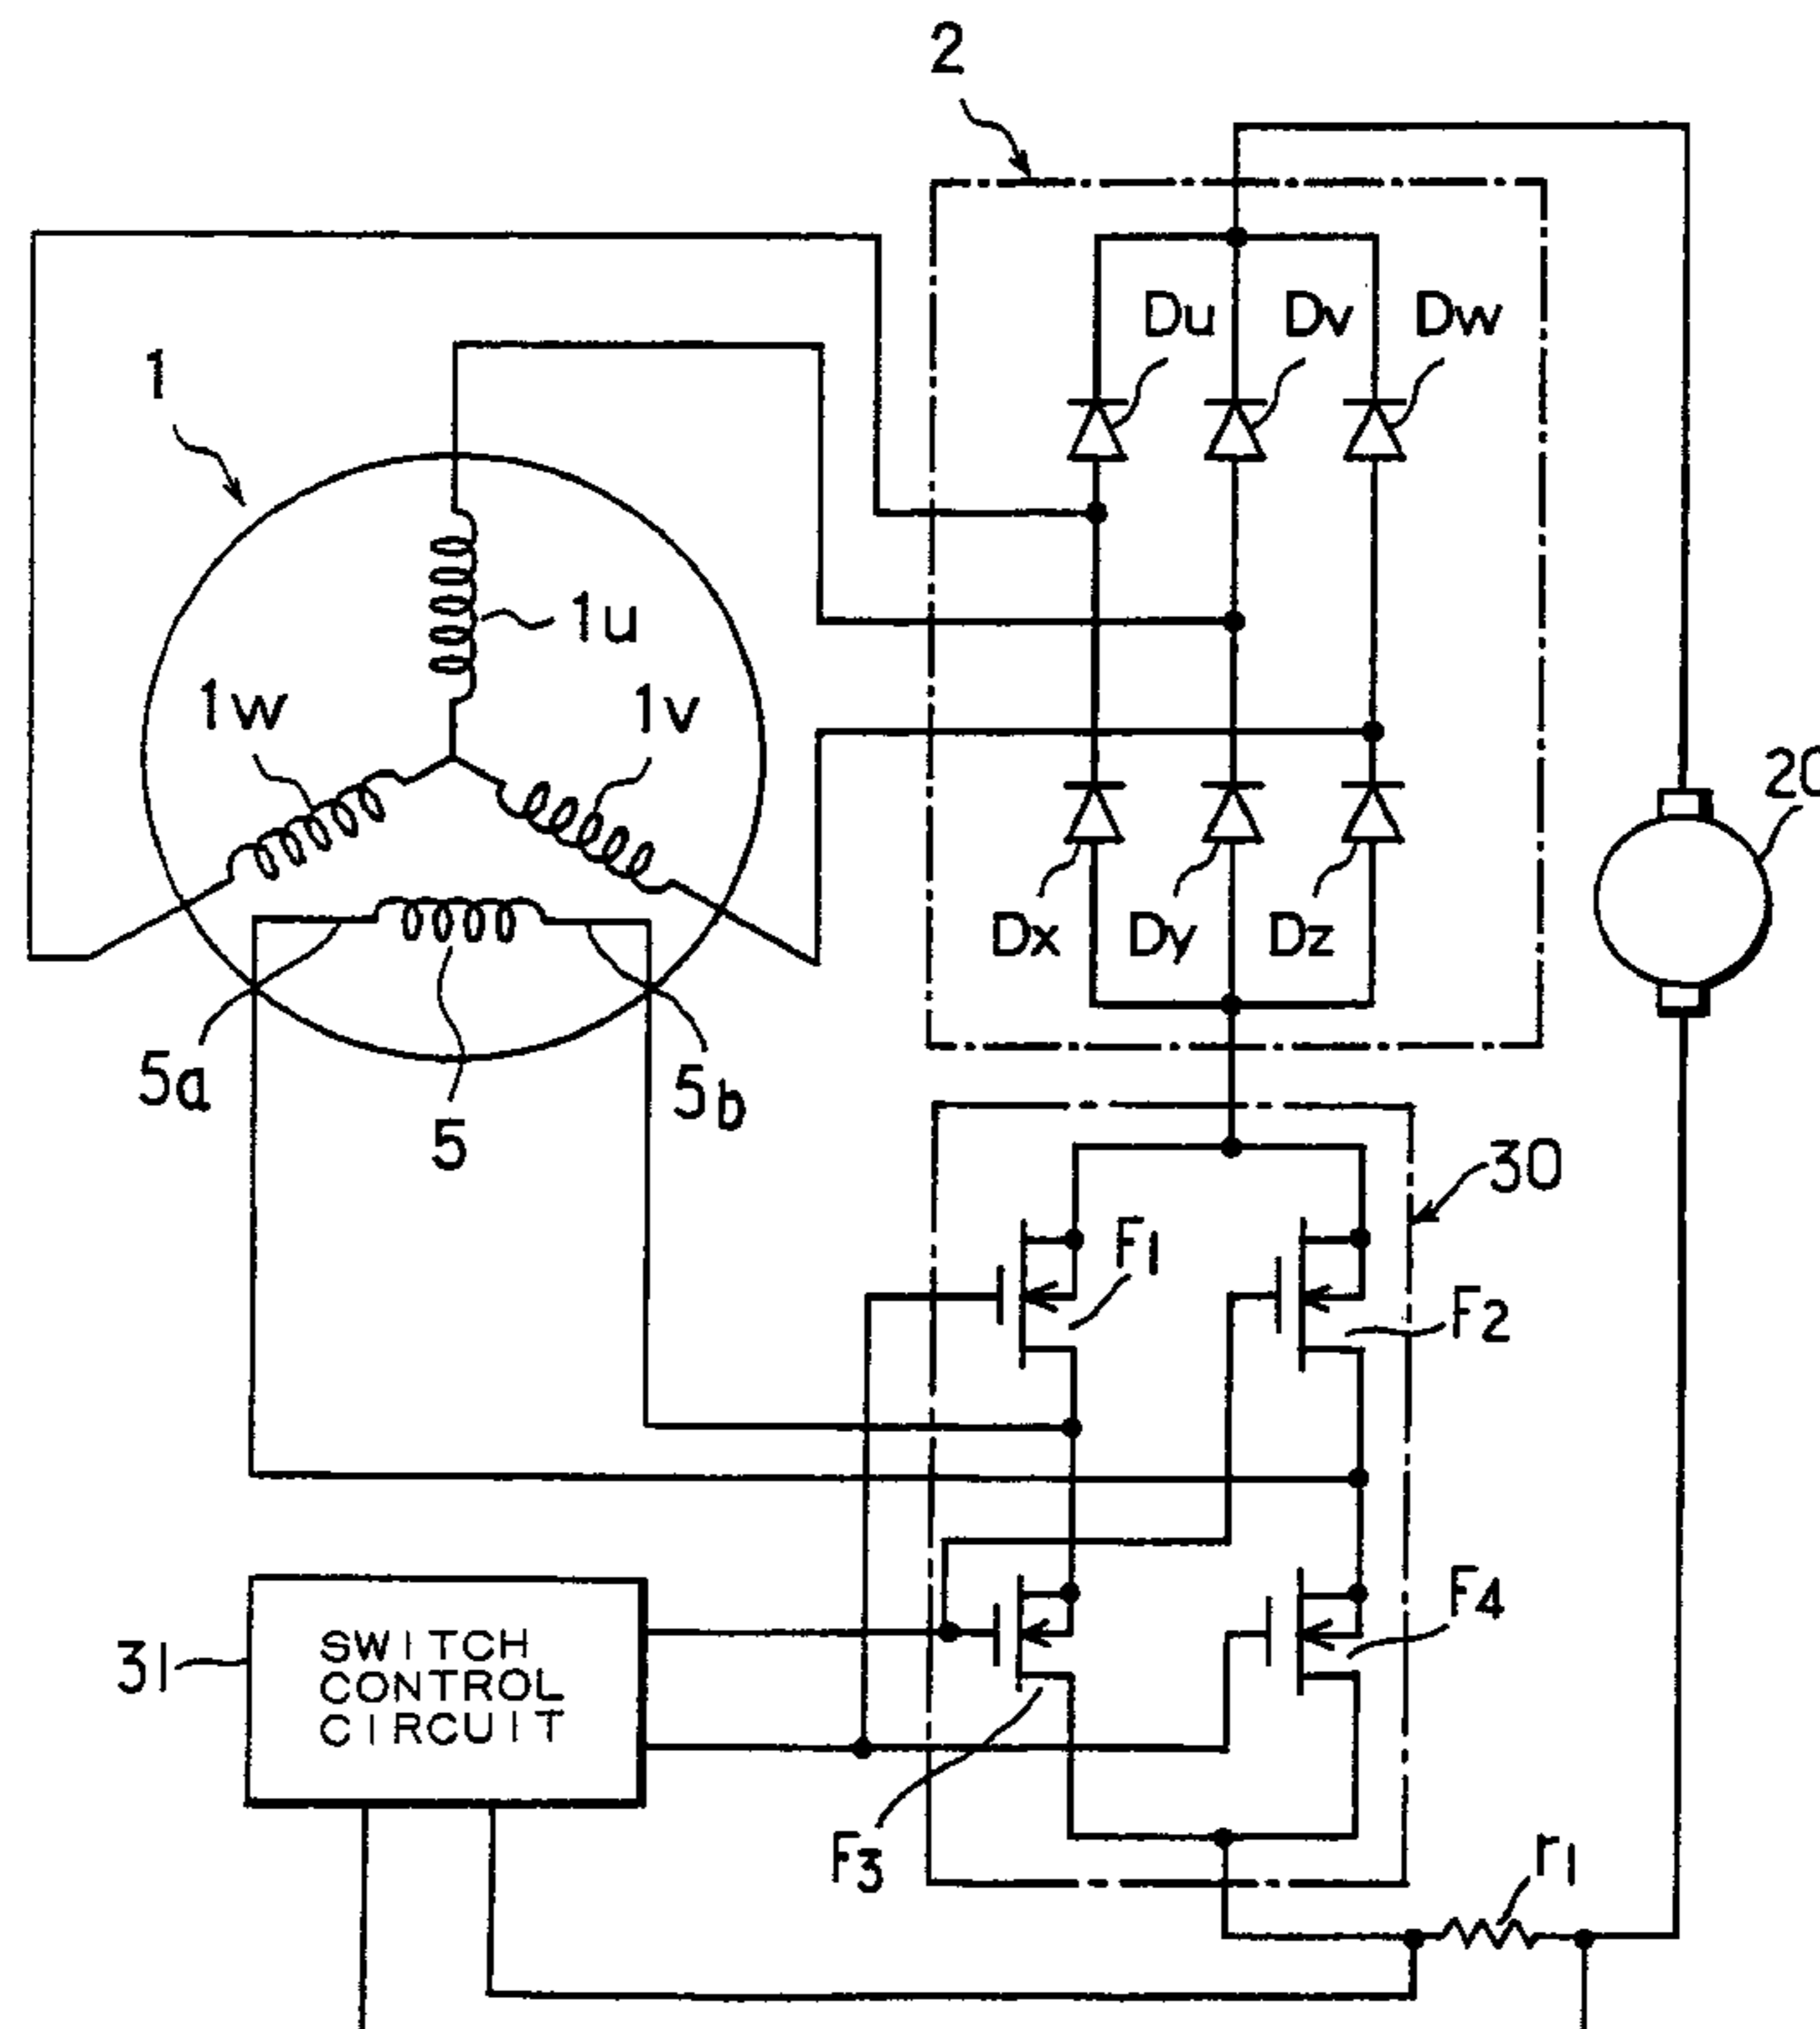 2
Du Dv Dw
1
1u
1w 1v
20
Dx Dy Dz
5a 5 5b
30
F1
F2
F4
31 SWITCH
CONTROL
CIRCUIT
F3
r1